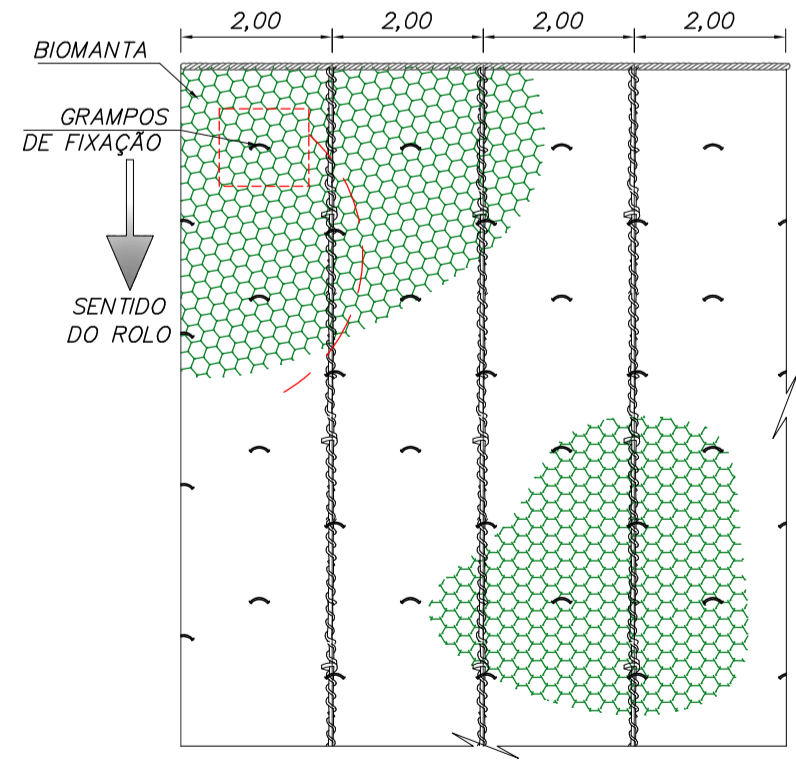 2,00 2,00 2,00 2,00
BIOMANTA
GRAMPOS
DE FIXAÇÃO
SENTIDO
DO ROLO